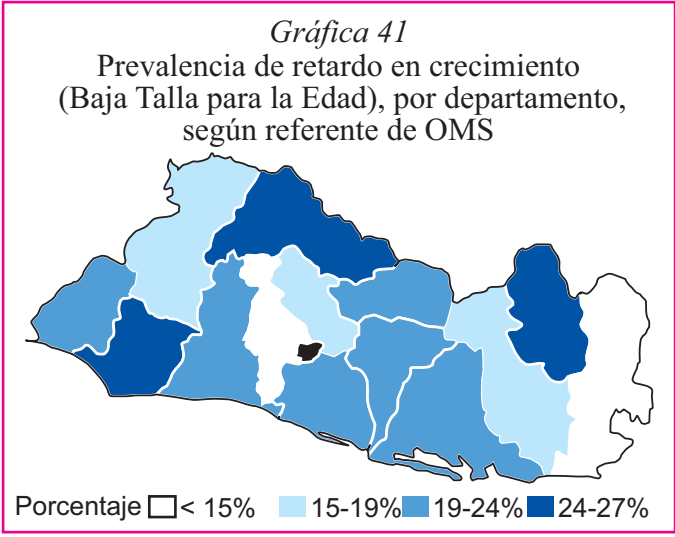 Gráfica 41
Prevalencia de retardo en crecimiento
(Baja Talla para la Edad), por departamento,
según referente de OMS
Porcentaje < 15% 15-19% 19-24% 24-27%